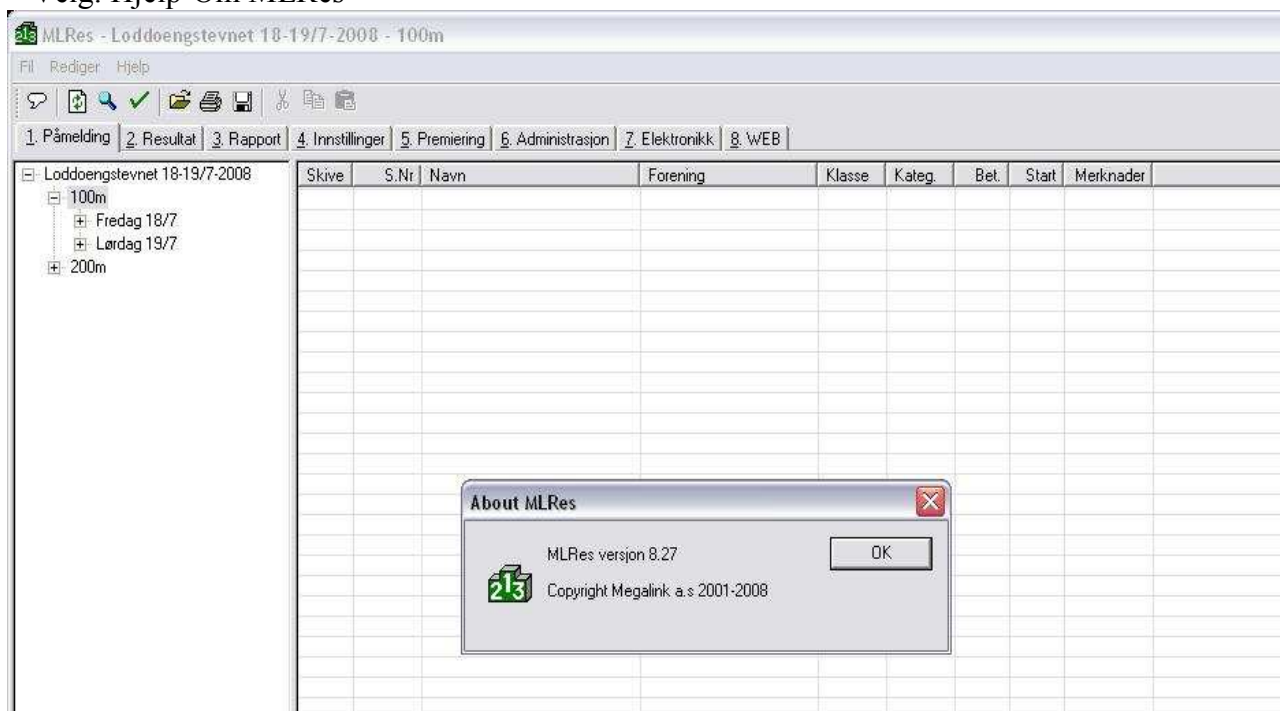 Velg: Hjelp-Om MLRes
MLRes - Loddoengstevnet 18-19/7-2008 - 100m
Fil Rediger Hjelp
1. Påmelding 2. Resultat 3. Rapport 4. Innstillinger 5. Premiering 6. Administrasjon 7. Elektronikk 8. WEB
Loddoengstevnet 18-19/7-2008
100m
Fredag 18/7
Lørdag 19/7
200m
Skive S.Nr Navn Forening Klasse Kateg. Bet. Start Merknader
About MLRes
MLRes versjon 8.27
Copyright Megalink a.s 2001-2008
OK
213